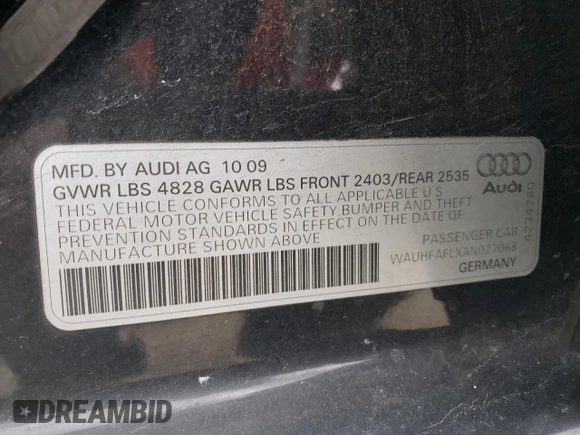 MFD. BY AUDI AG 10 09
GVWR LBS 4828 GAWR LBS FRONT 2403/REAR 2535
THIS VEHICLE CONFORMS TO ALL APPLICABLE U S
FEDERAL MOTOR VEHICLE SAFETY, BUMPER AND THEFT
PREVENTION STANDARDS IN EFFECT ON THE DATE OF
MANUFACTURE SHOWN ABOVE
Audi
PASSENGER CAR
WAUHFAFLXAN027068
GERMANY
4234280
DREAMBID